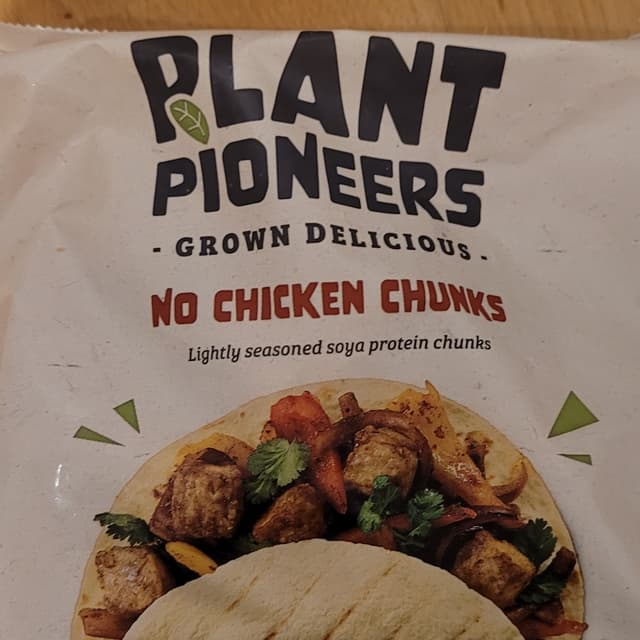 PLANT
PIONEERS
- GROWN DELICIOUS -
NO CHICKEN CHUNKS
Lightly seasoned soya protein chunks